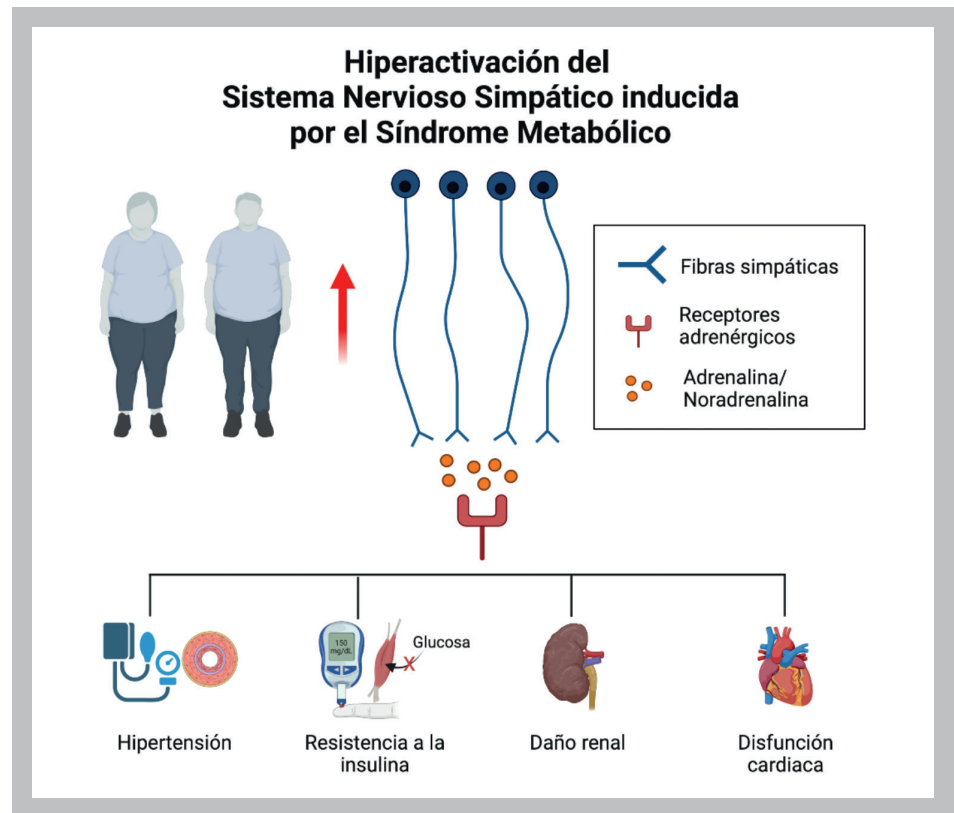 Hiperactivación del
Sistema Nervioso Simpático inducida
por el Síndrome Metabólico
Fibras simpáticas
Receptores
adrenérgicos
Adrenalina/
Noradrenalina
150
mg/dL
Glucosa
X
Hipertensión
Resistencia a la
insulina
Daño renal
Disfunción
cardiaca